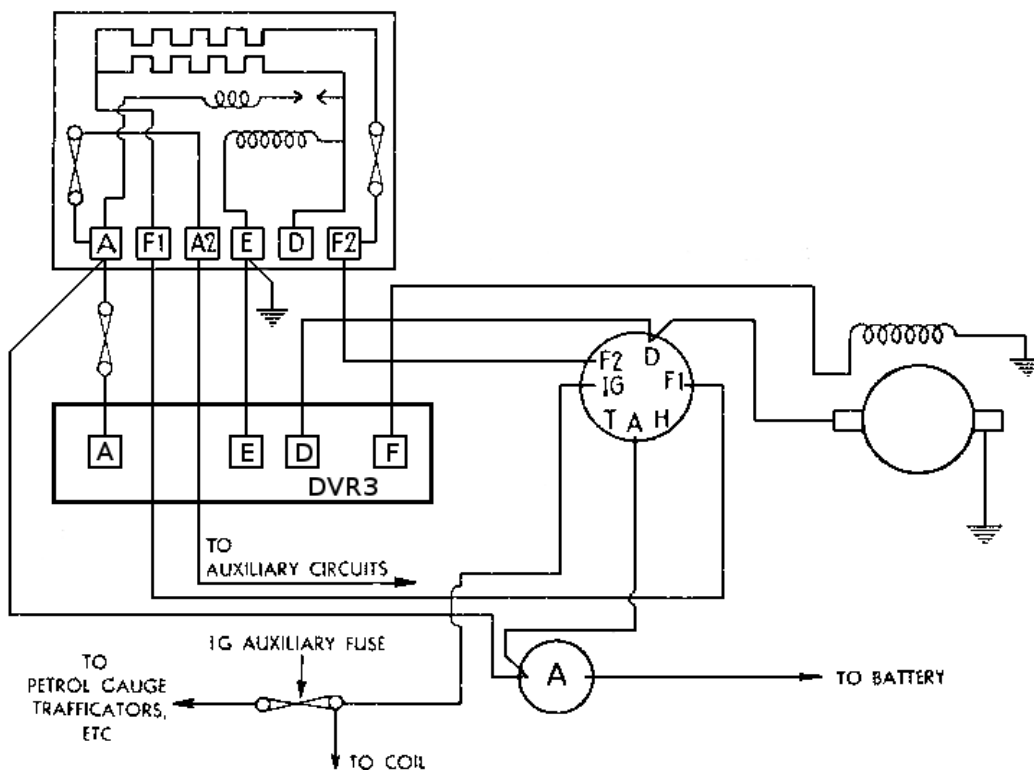 A F1 A2 E D F2
D
F2
IG F1
T A H
A E D F
DVR3
TO
AUXILIARY CIRCUITS
IG AUXILIARY FUSE
TO
PETROL GAUGE
TRAFFICATORS,
ETC
A
TO BATTERY
TO COIL